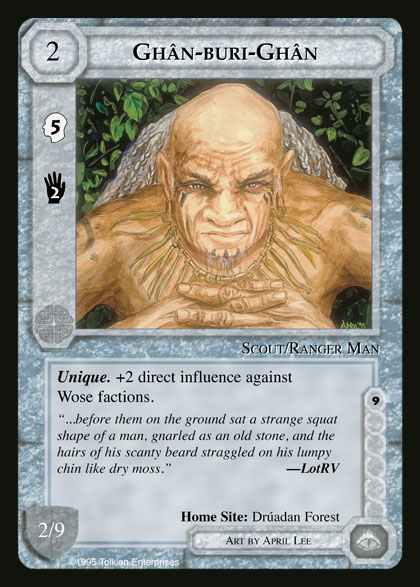 2
GHÂN-BURI-GHÂN
5
2
APRIL
SCOUT/RANGER MAN
Unique. +2 direct influence against
Wose factions.
9
“...before them on the ground sat a strange squat
shape of a man, gnarled as an old stone, and the
hairs of his scanty beard straggled on his lumpy
chin like dry moss.” —LotRV
Home Site: Drúadan Forest
2/9
ART BY APRIL LEE
©1995 Tolkien Enterprises